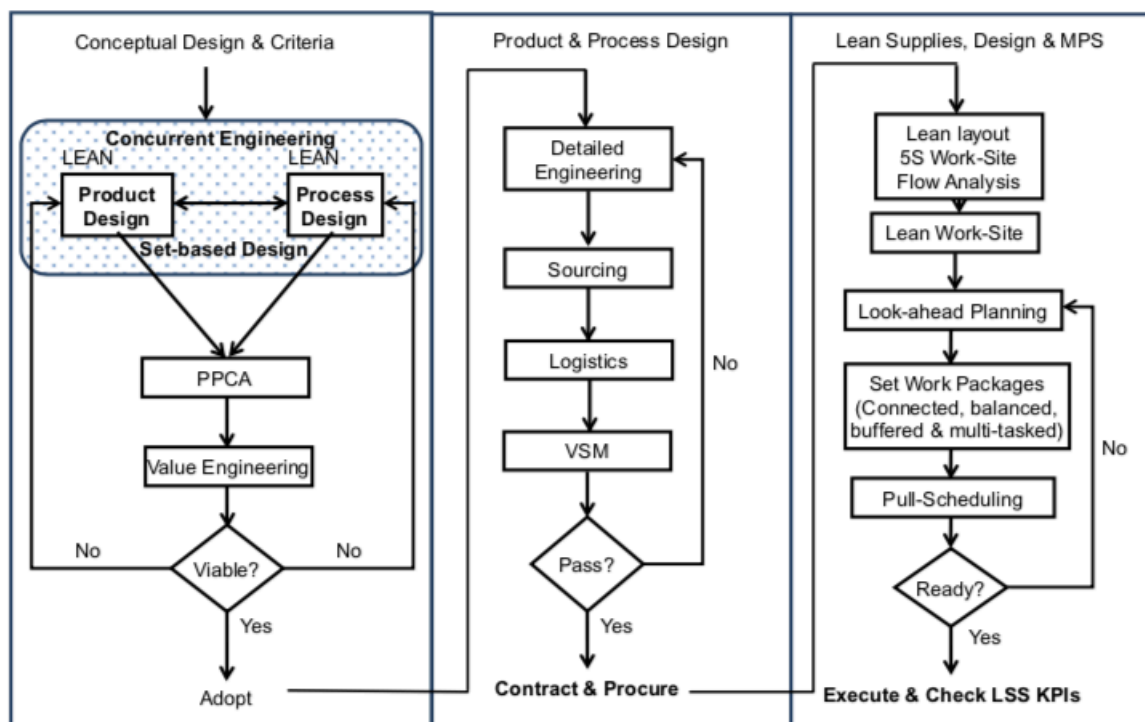 Conceptual Design & Criteria
Concurrent Engineering
LEAN
LEAN
Product
Design
Process
Design
Set-based Design
PPCA
Value Engineering
No
Viable?
No
Yes
Adopt
Product & Process Design
Detailed
Engineering
Sourcing
Logistics
No
VSM
Pass?
Yes
Contract & Procure
Lean Supplies, Design & MPS
Lean layout
5S Work-Site
Flow Analysis
Lean Work-Site
Look-ahead Planning
Set Work Packages
(Connected, balanced,
buffered & multi-tasked)
No
Pull-Scheduling
Ready?
Yes
Execute & Check LSS KPIs